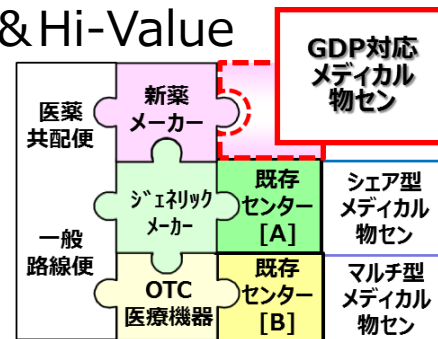 &Hi-Value
GDP対応
メディカル
物セン
医薬
共配便
新薬
メーカー
ｼﾞｪﾈﾘｯｸ
ﾒｰｶｰ
既存
センター
[A]
シェア型
メディカル
物セン
一般
路線便
OTC
医療機器
既存
センター
[B]
マルチ型
メディカル
物セン